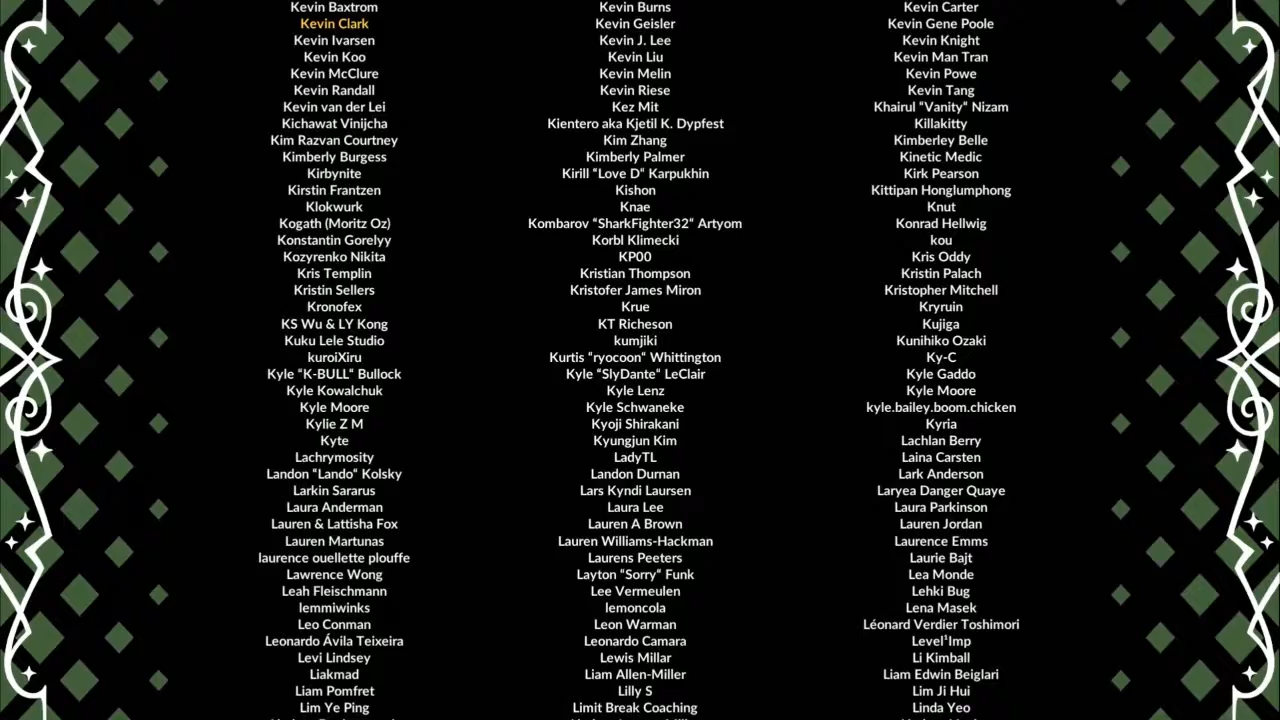 Kevin Baxtrom Kevin Burns Kevin Carter
Kevin Clark Kevin Geisler Kevin Gene Poole
Kevin Ivarsen Kevin J. Lee Kevin Knight
Kevin Koo Kevin Liu Kevin Man Tran
Kevin McClure Kevin Melin Kevin Powe
Kevin Randall Kevin Riese Kevin Tang
Kevin van der Lei Kez Mit Khairul “Vanity“ Nizam
Kichawat Vinijcha Kientero aka Kjetil K. Dypfest Killakitty
Kim Razvan Courtney Kim Zhang Kimberley Belle
Kimberly Burgess Kimberly Palmer Kinetic Medic
Kirbynite Kirill “Love D“ Karpukhin Kirk Pearson
Kirstin Frantzen Kishon Kittipan Honglumphong
Klokwurk Knae Knut
Kogath (Moritz Oz) Kombarov “SharkFighter32“ Artyom Konrad Hellwig
Konstantin Gorelyy Korbl Klimecki kou
Kozyrenko Nikita KP00 Kris Oddy
Kris Templin Kristian Thompson Kristin Palach
Kristin Sellers Kristofer James Miron Kristopher Mitchell
Kronofex Krue Kryruin
KS Wu & LY Kong KT Richeson Kujiga
Kuku Lele Studio kumjiki Kunihiko Ozaki
kuroiXiru Kurtis “ryocoon“ Whittington Ky-C
Kyle “K-BULL“ Bullock Kyle “SlyDante“ LeClair Kyle Gaddo
Kyle Kowalchuk Kyle Lenz Kyle Moore
Kyle Moore Kyle Schwaneke kyle.bailey.boom.chicken
Kylie Z M Kyoji Shirakani Kyria
Kyte Kyungjun Kim Lachlan Berry
Lachrymosity LadyTL Laina Carsten
Landon “Lando“ Kolsky Landon Durnan Lark Anderson
Larkin Sararus Lars Kyndi Laursen Laryea Danger Quaye
Laura Anderman Laura Lee Laura Parkinson
Lauren & Lattisha Fox Lauren A Brown Lauren Jordan
Lauren Martunas Lauren Williams-Hackman Laurence Emms
laurence ouellette plouffe Laurens Peeters Laurie Bajt
Lawrence Wong Layton “Sorry“ Funk Lea Monde
Leah Fleischmann Lee Vermeulen Lehki Bug
lemmiwinks lemoncola Lena Masek
Leo Conman Leon Warman Léonard Verdier Toshimori
Leonardo Ávila Teixeira Leonardo Camara Level¹Imp
Levi Lindsey Lewis Millar Li Kimball
Liakmad Liam Allen-Miller Liam Edwin Beiglari
Liam Pomfret Lilly S Lim Ji Hui
Lim Ye Ping Limit Break Coaching Linda Yeo